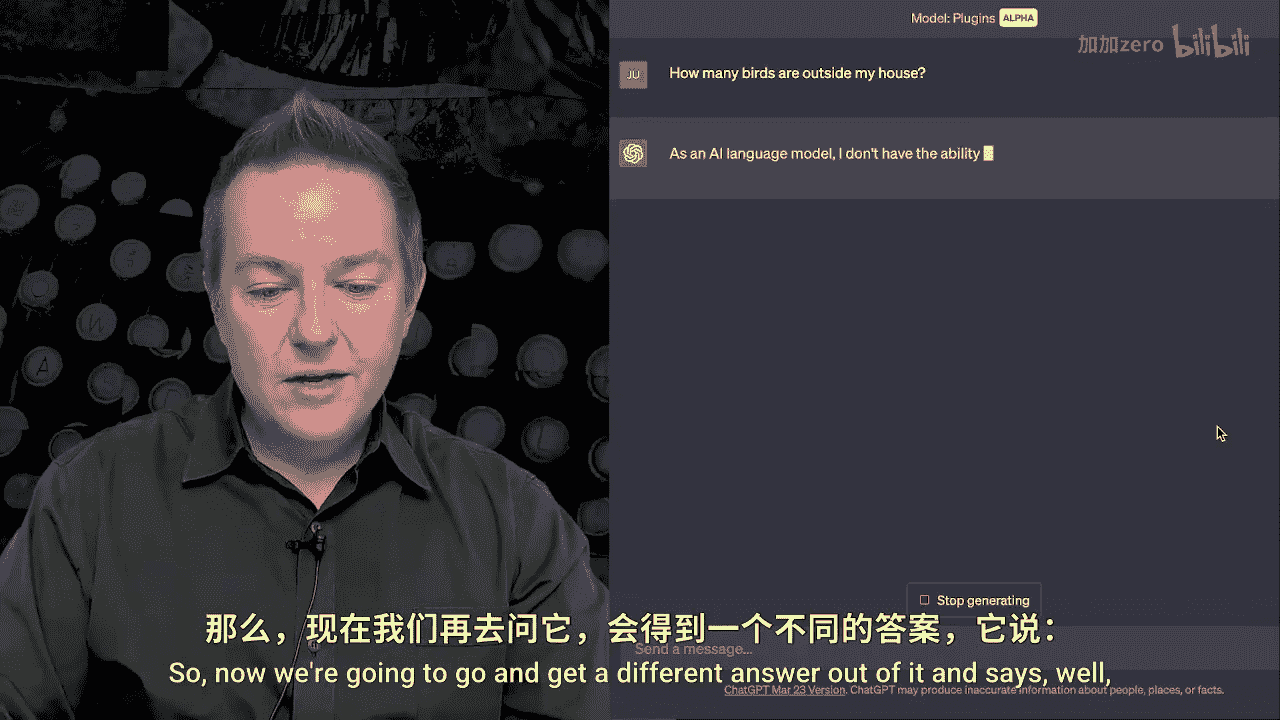 Model: Plugins ALPHA
加加zero bilibili
JU How many birds are outside my house?
As an AI language model, I don't have the ability
Stop generating
Send a message...
ChatGPT Mar 23 Version. ChatGPT may produce inaccurate information about people, places, or facts.
那么，现在我们再去问它，会得到一个不同的答案，它说：
So, now we're going to go and get a different answer out of it and says, well,